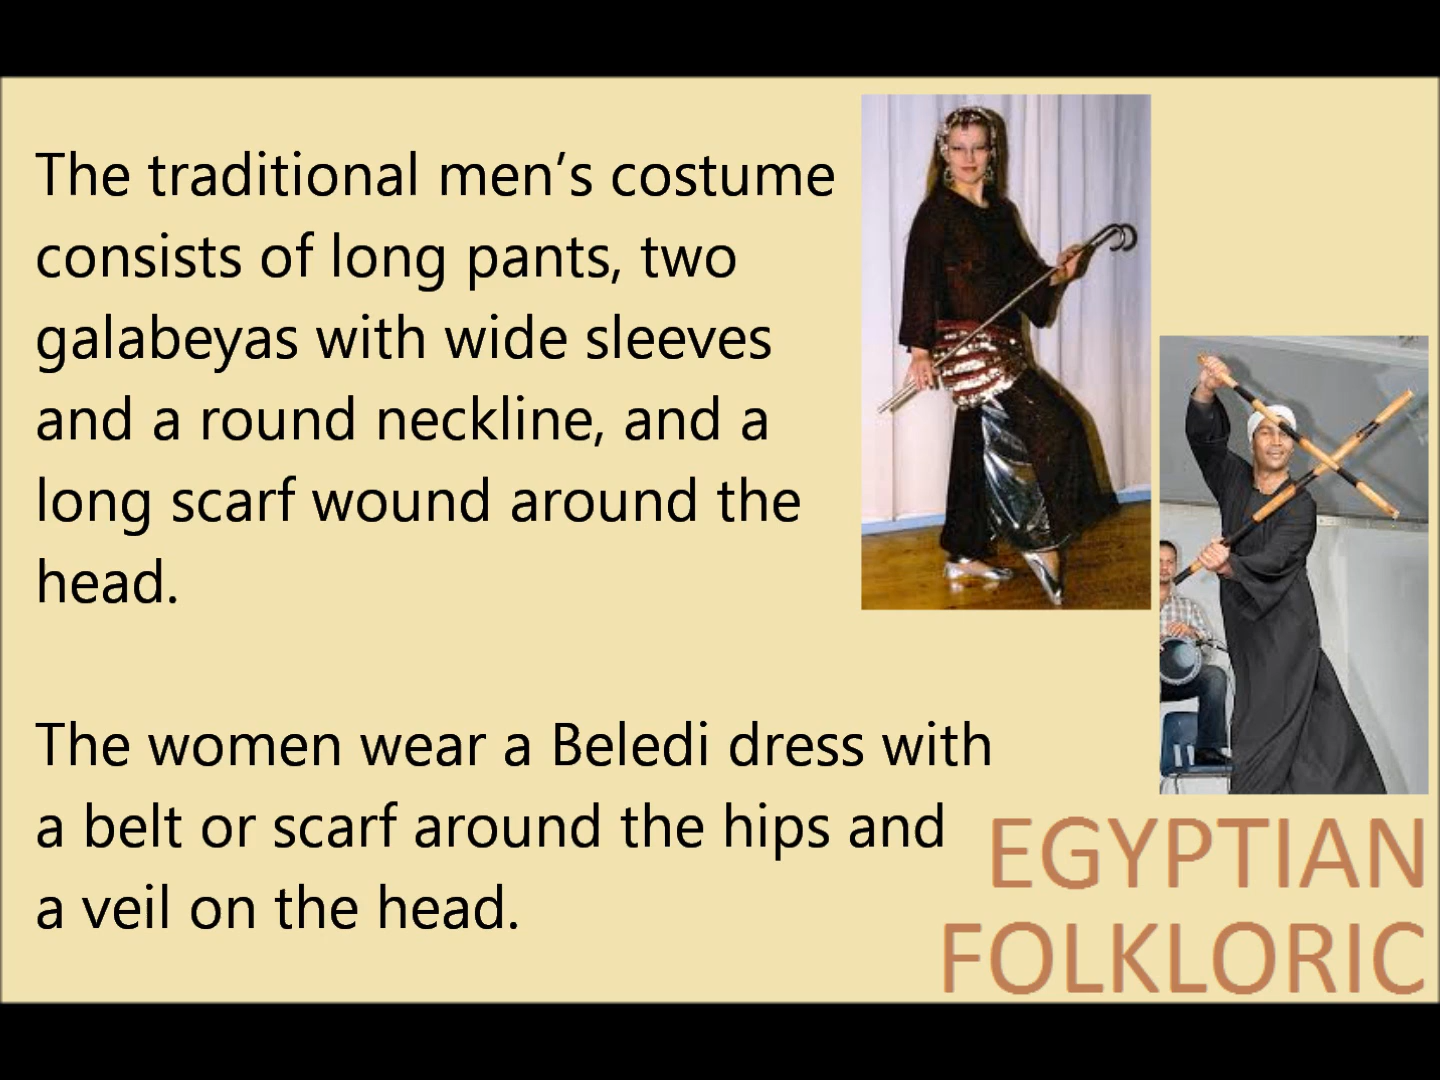 The traditional men’s costume
consists of long pants, two
galabeyas with wide sleeves
and a round neckline, and a
long scarf wound around the
head.
The women wear a Beledi dress with
a belt or scarf around the hips and
a veil on the head.
EGYPTIAN
FOLKLORIC